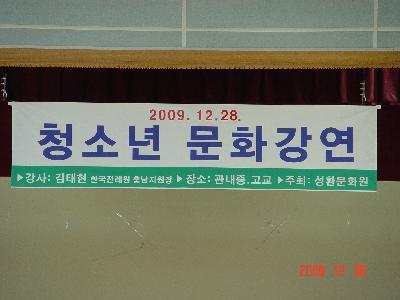 2009. 12. 28.
청소년 문화강연
▶강사: 김태현 한국전례원 충남지원장 ▶장소: 관내중.고교 ▶주최: 성환문화원
2009. 12. 28